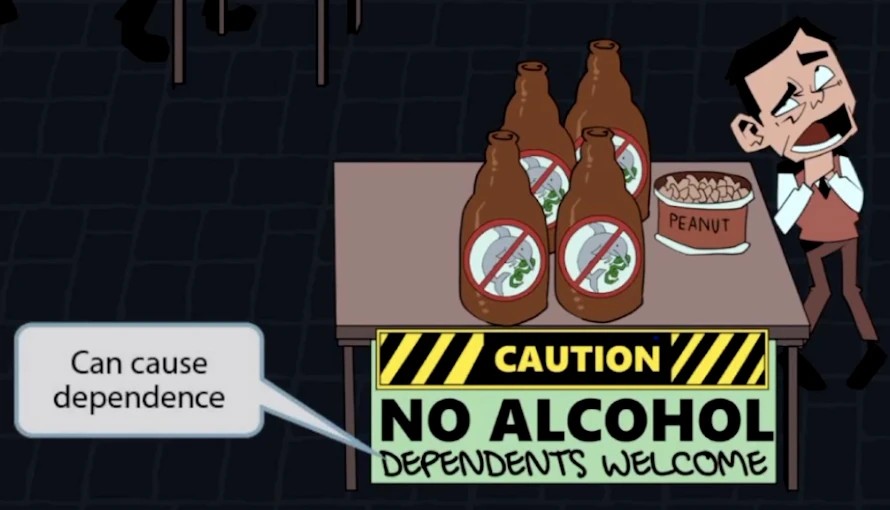 PEANUT
CAUTION
Can cause
dependence
NO ALCOHOL
DEPENDENTS WELCOME